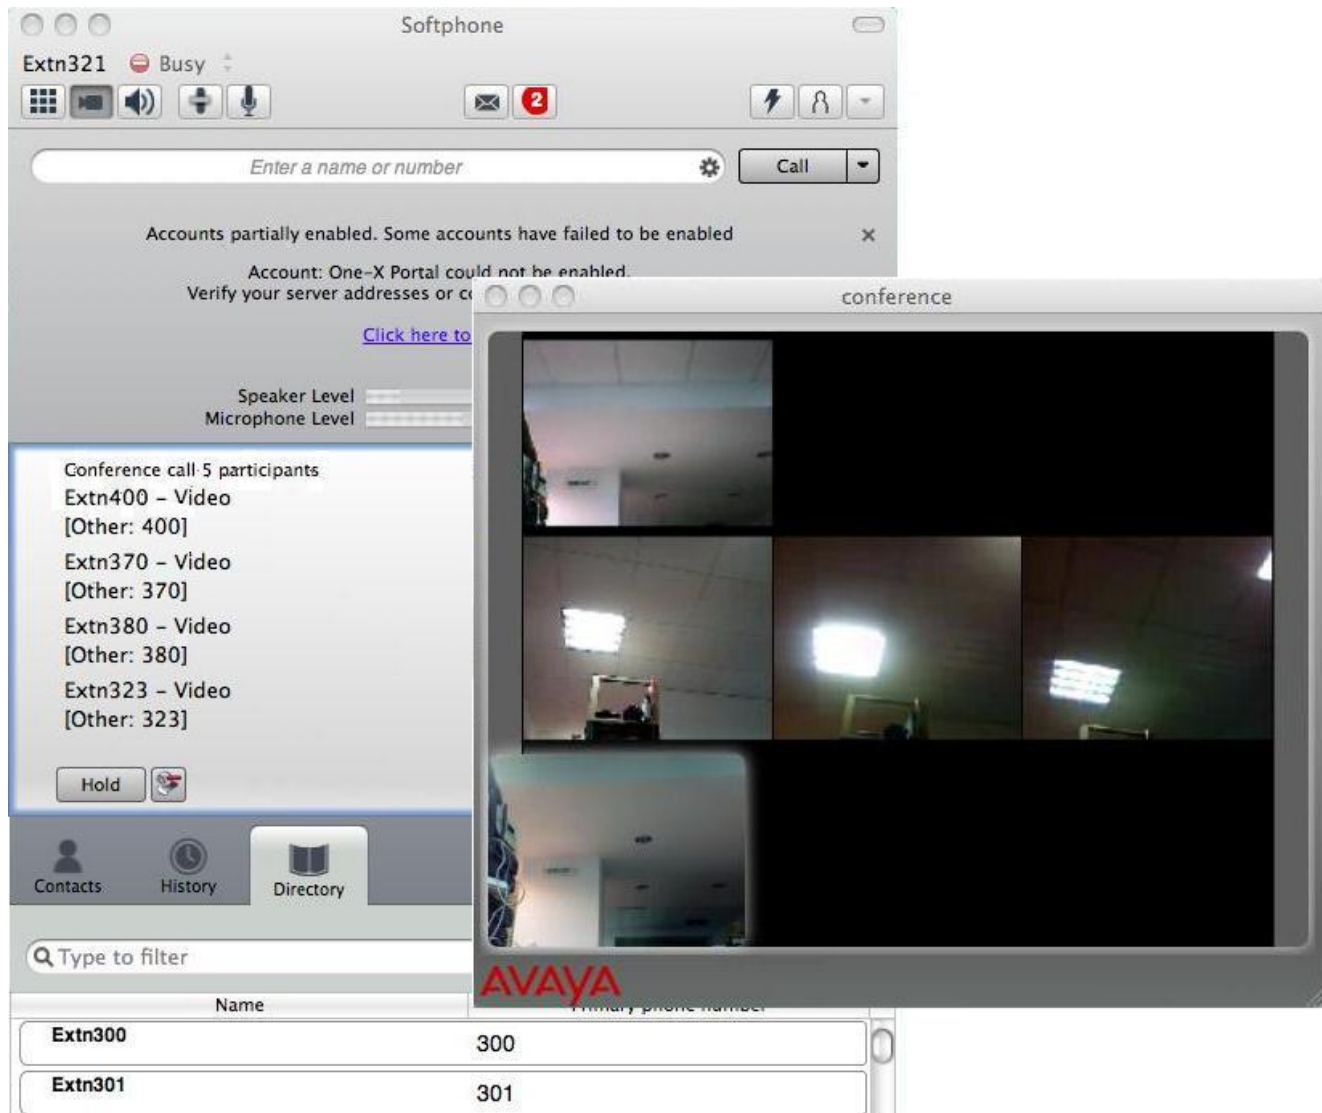 Softphone
Extn321 Busy
2
Enter a name or number
Call
Accounts partially enabled. Some accounts have failed to be enabled
Account: One-X Portal could not be enabled.
Verify your server addresses or
Click here to
Speaker Level
Microphone Level
Conference call 5 participants
Extn400 – Video
[Other: 400]
Extn370 – Video
[Other: 370]
Extn380 – Video
[Other: 380]
Extn323 – Video
[Other: 323]
Hold
Contacts
History
Directory
Type to filter
Name
Primary phone number
Extn300
300
Extn301
301
conference
AVAYA